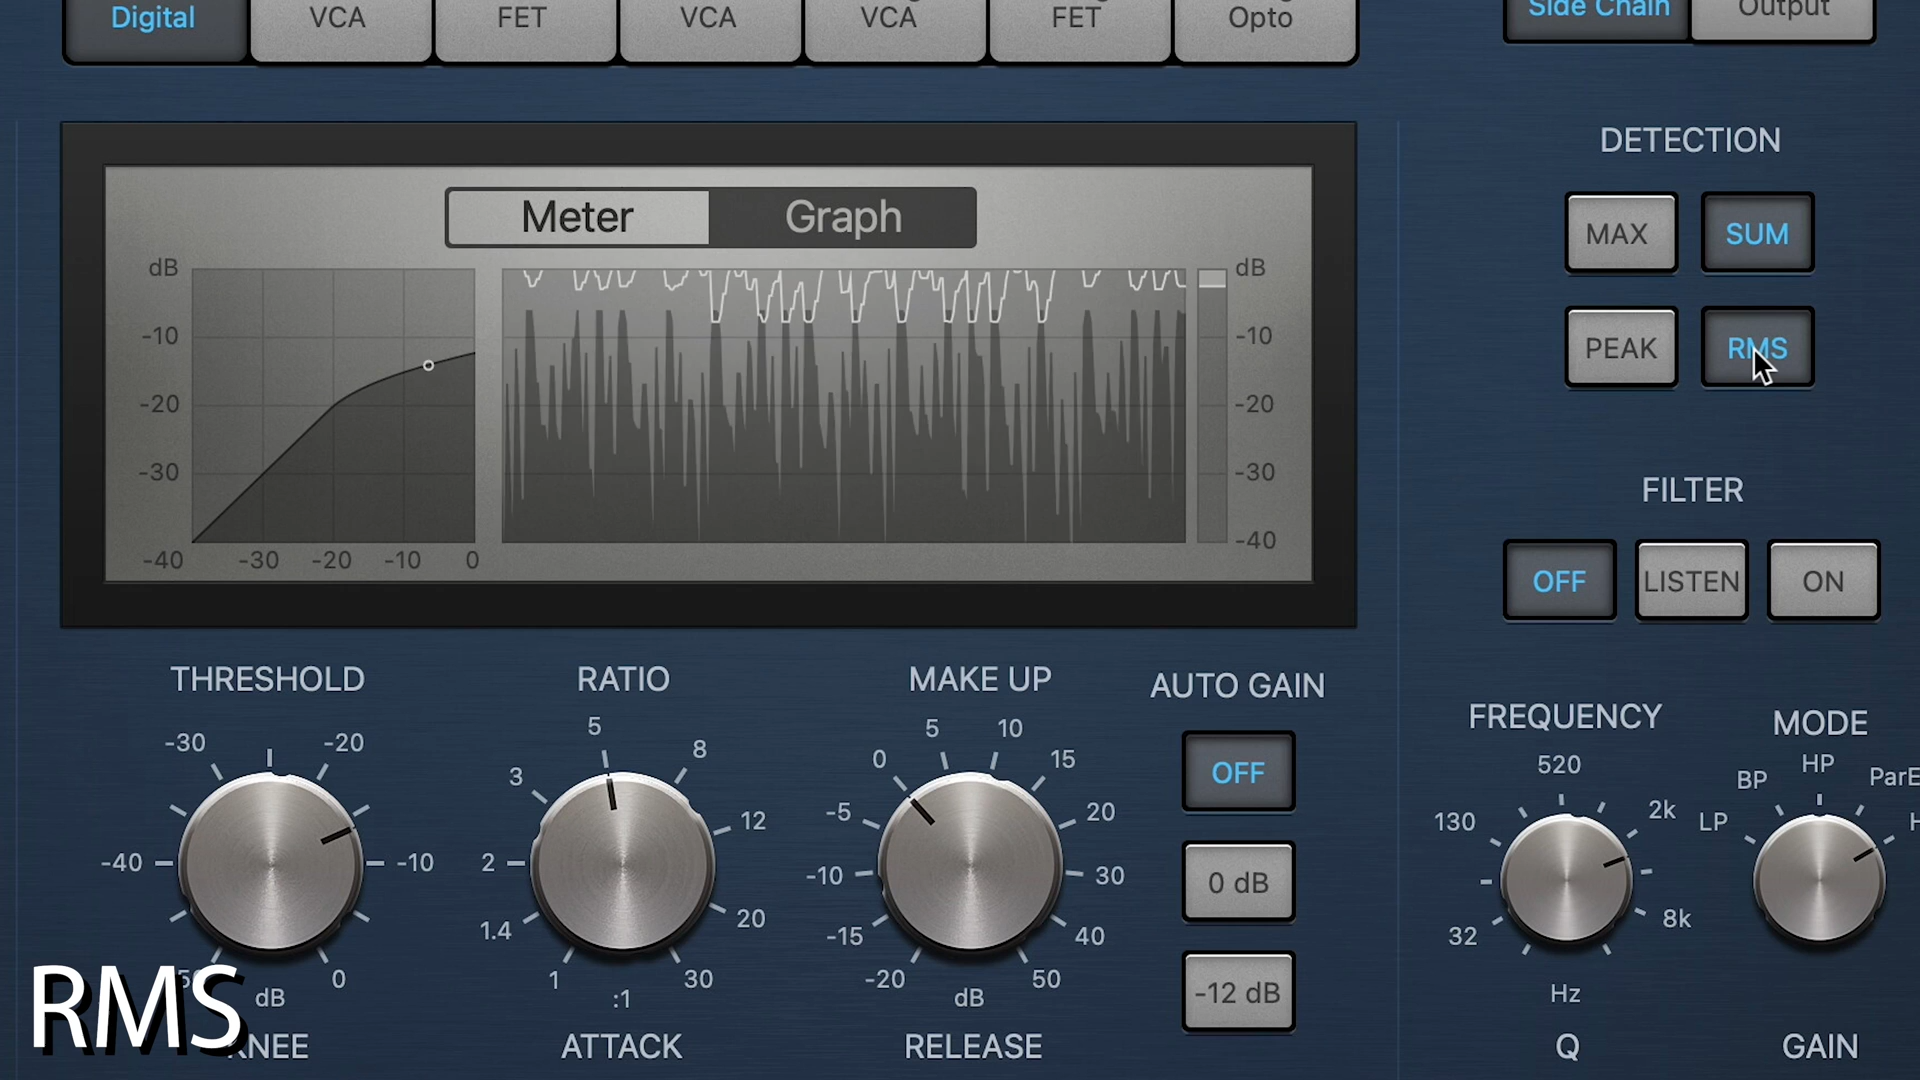 Digital
VCA
FET
VCA
VCA
FET
Opto
Side Chain
Output
DETECTION
MAX
SUM
PEAK
RMS
Meter
Graph
dB
-10
-20
-30
-40 -30 -20 -10 0
dB
-10
-20
-30
-40
FILTER
OFF
LISTEN
ON
THRESHOLD
-30
-20
-40
-10
0
dB
KNEE
RATIO
5
3
8
2
12
1.4
20
1
30
:1
ATTACK
MAKE UP
5
10
0
15
-5
20
-10
30
-15
40
-20
50
dB
RELEASE
AUTO GAIN
OFF
0 dB
-12 dB
FREQUENCY
520
130
2k
32
8k
Hz
Q
MODE
HP
BP
LP
GAIN
RMS